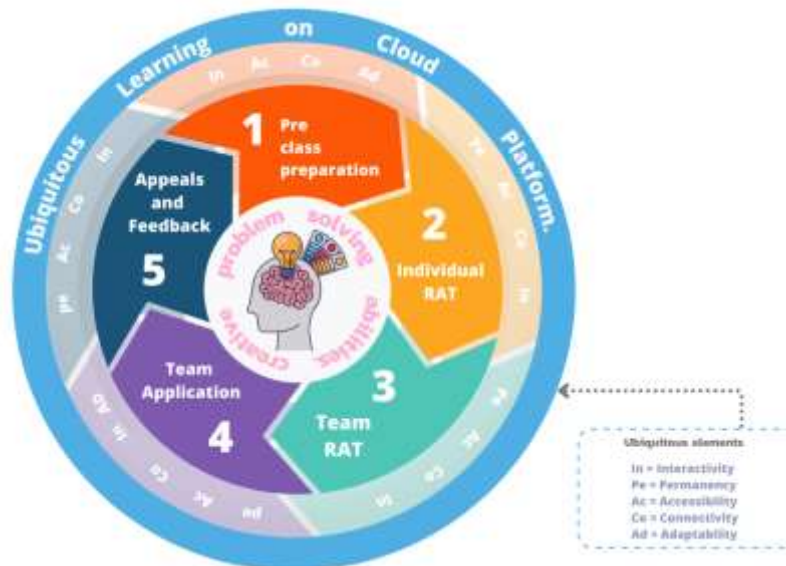 Ubiquitous Learning on Cloud Platform.
In Ac Co Ad
1 Pre
class
preparation
Pe Ac Co In
2
Individual
RAT
Pe Ac Co In
3
Team
RAT
In Ab Co Ac pe
Team
Application
4
pe Ac Co In
Appeals
and
Feedback
5
creative problem solving abilities
Ubiquitous elements
In = Interactivity
Pe = Permanency
Ac = Accessibility
Co = Connectivity
Ad = Adaptability